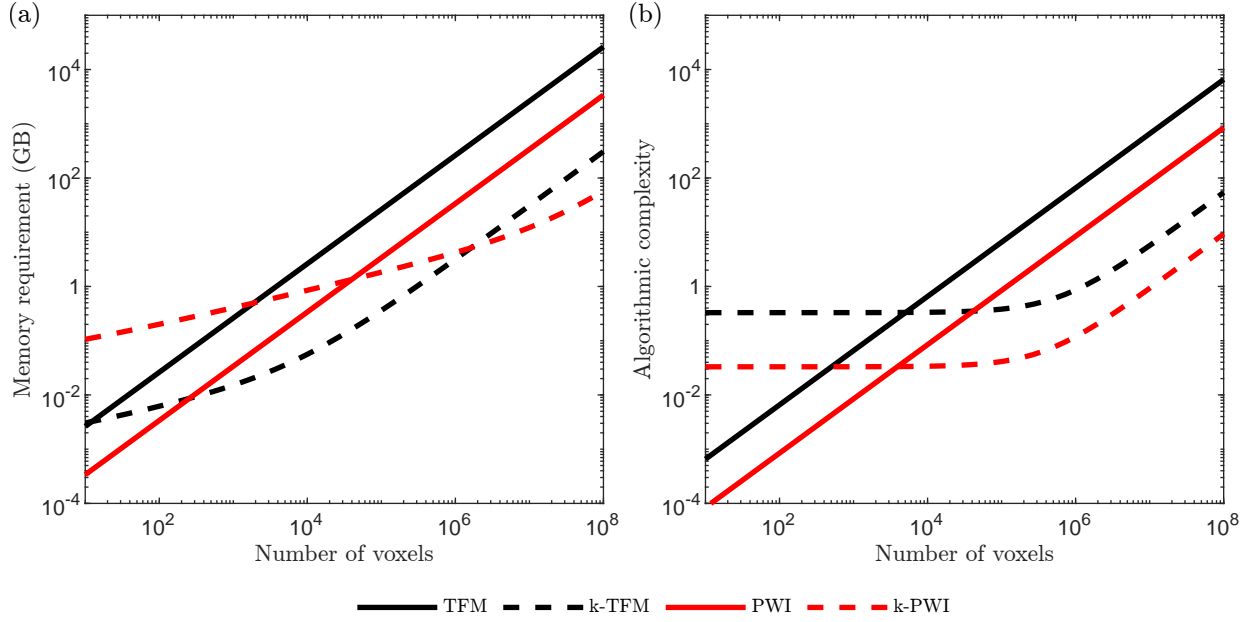 (a)
Memory requirement (GB)
10^4
10^2
1
10^-2
10^-4
10^2
10^4
10^6
10^8
Number of voxels
(b)
Algorithmic complexity
10^4
10^2
1
10^-2
10^-4
10^2
10^4
10^6
10^8
Number of voxels
TFM k-TFM PWI k-PWI